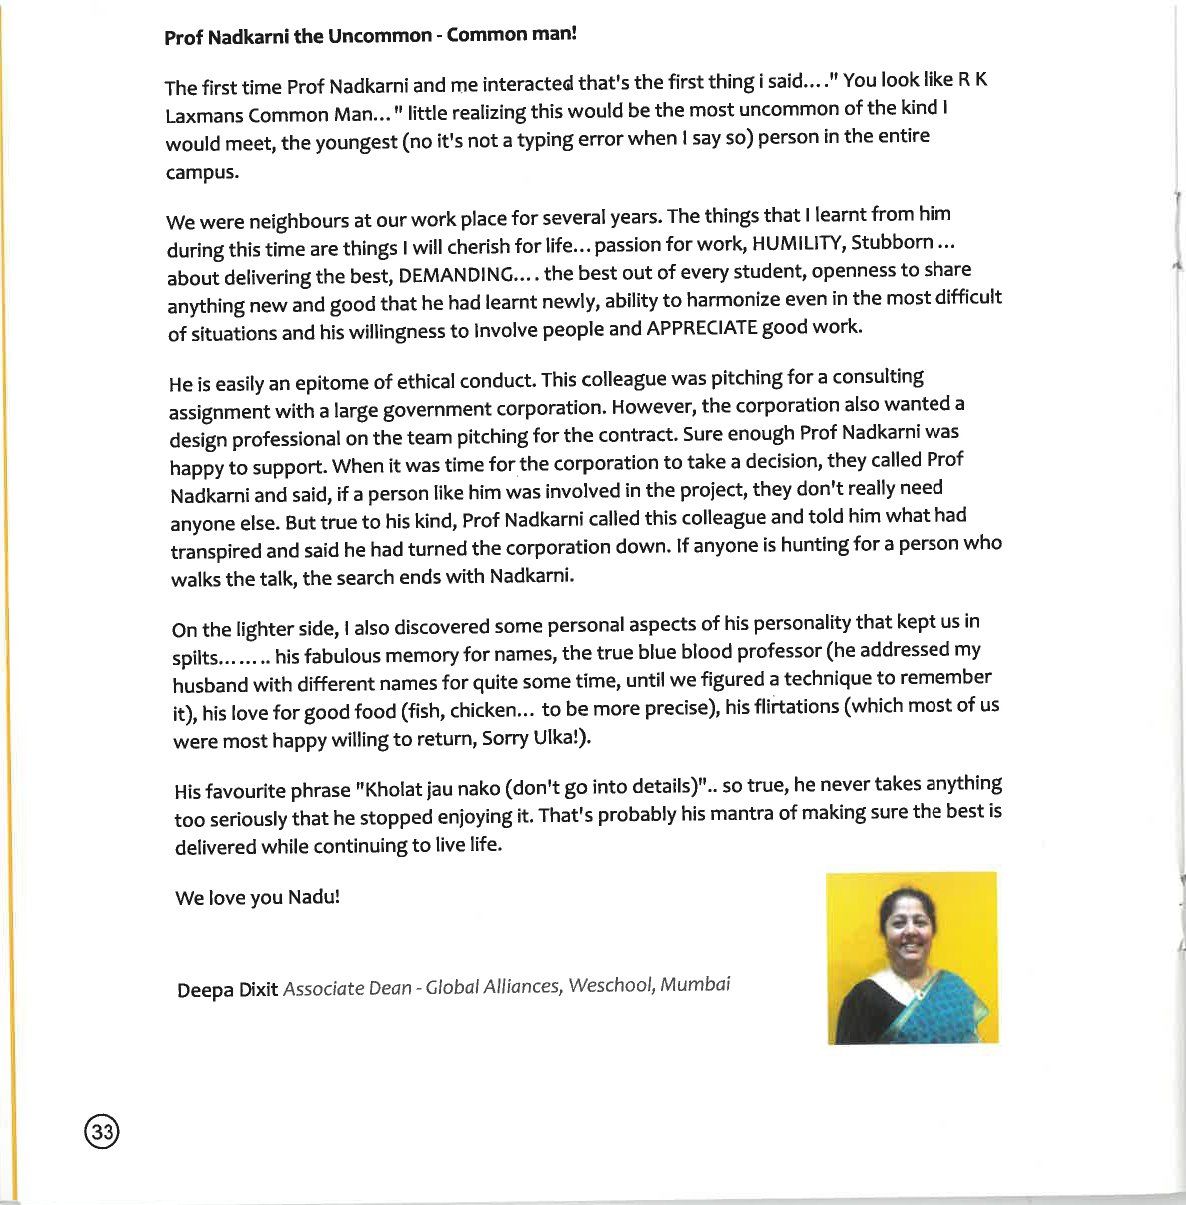 Prof Nadkarni the Uncommon - Common man!
The first time Prof Nadkarni and me interacted that's the first thing i said...." You look like R K
Laxmans Common Man..." little realizing this would be the most uncommon of the kind I
would meet, the youngest (no it's not a typing error when I say so) person in the entire
campus.
We were neighbours at our work place for several years. The things that I learnt from him
during this time are things I will cherish for life... passion for work, HUMILITY, Stubborn...
about delivering the best, DEMANDING.... the best out of every student, openness to share
anything new and good that he had learnt newly, ability to harmonize even in the most difficult
of situations and his willingness to Involve people and APPRECIATE good work.
He is easily an epitome of ethical conduct. This colleague was pitching for a consulting
assignment with a large government corporation. However, the corporation also wanted a
design professional on the team pitching for the contract. Sure enough Prof Nadkarni was
happy to support. When it was time for the corporation to take a decision, they called Prof
Nadkarni and said, if a person like him was involved in the project, they don't really need
anyone else. But true to his kind, Prof Nadkarni called this colleague and told him what had
transpired and said he had turned the corporation down. If anyone is hunting for a person who
walks the talk, the search ends with Nadkarni.
On the lighter side, I also discovered some personal aspects of his personality that kept us in
spilts........ his fabulous memory for names, the true blue blood professor (he addressed my
husband with different names for quite some time, until we figured a technique to remember
it), his love for good food (fish, chicken... to be more precise), his flirtations (which most of us
were most happy willing to return, Sorry Ulka!).
His favourite phrase "Kholat jau nako (don't go into details)".. so true, he never takes anything
too seriously that he stopped enjoying it. That's probably his mantra of making sure the best is
delivered while continuing to live life.
We love you Nadu!
Deepa Dixit Associate Dean - Global Alliances, Weschool, Mumbai
33